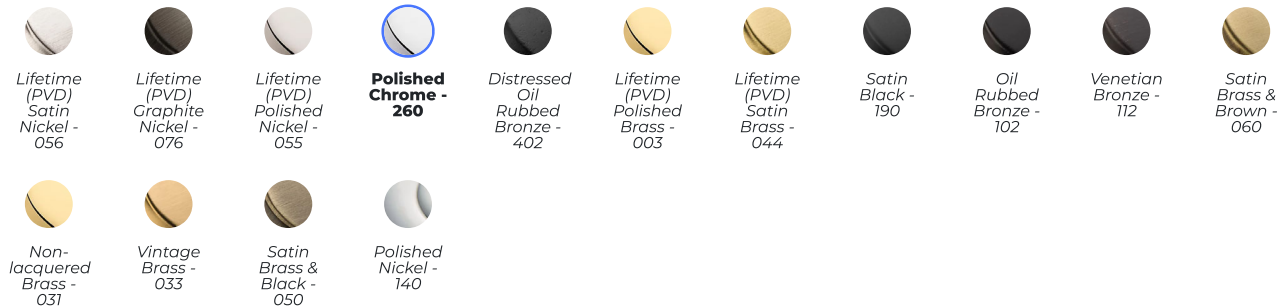 Lifetime
(PVD)
Satin
Nickel -
056
Lifetime
(PVD)
Graphite
Nickel -
076
Lifetime
(PVD)
Polished
Nickel -
055
Polished
Chrome -
260
Distressed
Oil
Rubbed
Bronze -
402
Lifetime
(PVD)
Polished
Brass -
003
Lifetime
(PVD)
Satin
Brass -
044
Satin
Black -
190
Oil
Rubbed
Bronze -
102
Venetian
Bronze -
112
Satin
Brass &
Brown -
060
Non-
lacquered
Brass -
031
Vintage
Brass -
033
Satin
Brass &
Black -
050
Polished
Nickel -
140